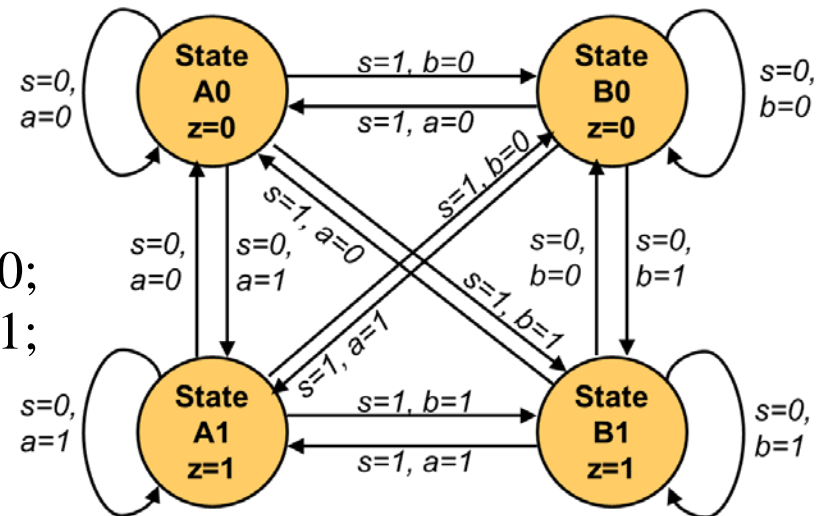 State
A0
z=0
State
B0
z=0
s=0,
a=0
s=1, b=0
s=1, a=0
s=0,
b=0
s=1, a=0
s=1, b=0
s=0,
a=0
s=0,
a=1
s=0,
b=0
s=0,
b=1
0;
1;
s=1, a=1
s=1, b=1
State
A1
z=1
State
B1
z=1
s=0,
a=1
s=1, b=1
s=1, a=1
s=0,
b=1